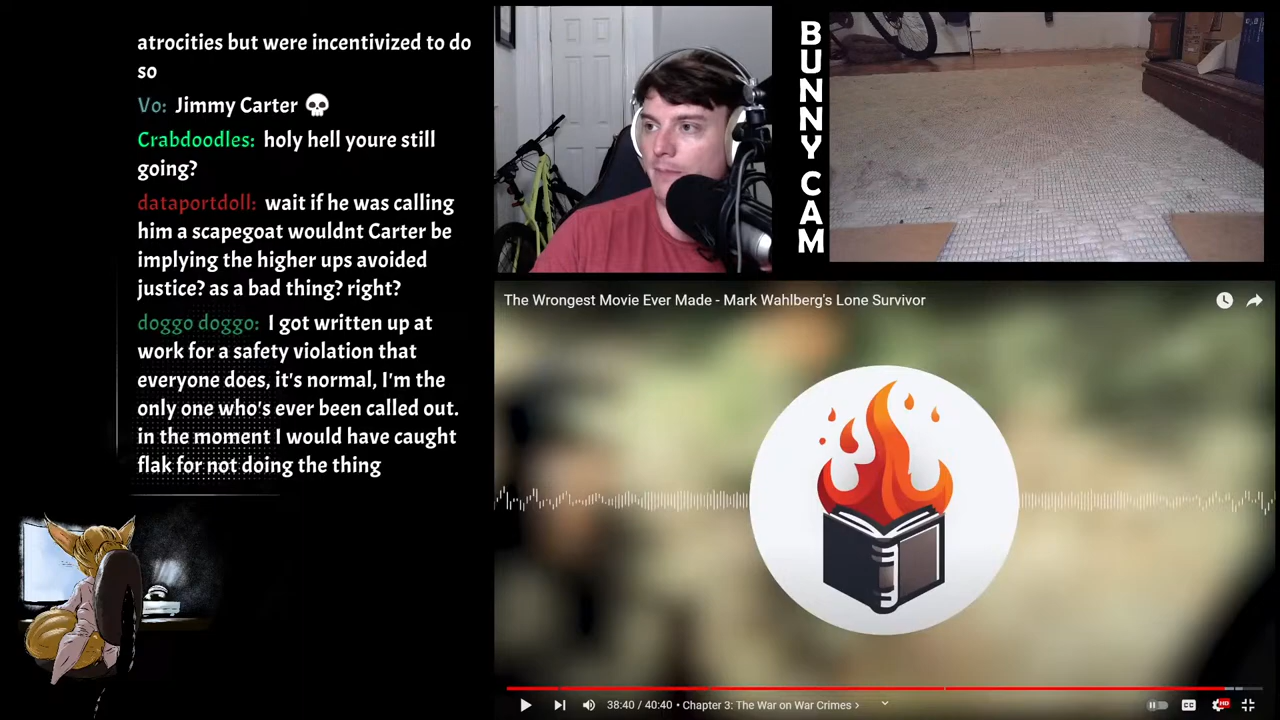 atrocities but were incentivized to do
so
Vo: Jimmy Carter 💀
Crabdoodles: holy hell youre still
going?
dataportdoll: wait if he was calling
him a scapegoat wouldnt Carter be
implying the higher ups avoided
justice? as a bad thing? right?
doggo doggo: I got written up at
work for a safety violation that
everyone does, it's normal, I'm the
only one who's ever been called out.
in the moment I would have caught
flak for not doing the thing
BUNNY CAM
The Wrongest Movie Ever Made - Mark Wahlberg's Lone Survivor
38:40 / 40:40 • Chapter 3: The War on War Crimes ›
CC
HD